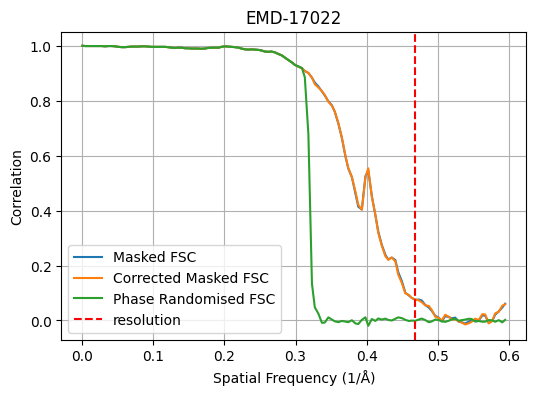 EMD-17022
Correlation
1.0
0.8
0.6
0.4
0.2
0.0
Masked FSC
Corrected Masked FSC
Phase Randomised FSC
resolution
0.0 0.1 0.2 0.3 0.4 0.5 0.6
Spatial Frequency (1/Å)